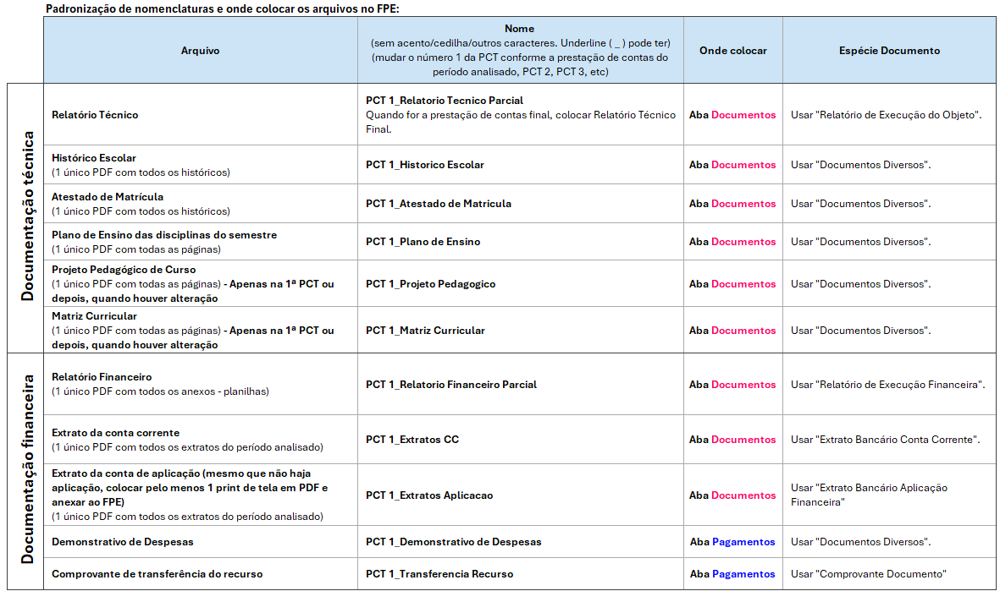 Padronização de nomenclaturas e onde colocar os arquivos no FPE:
Arquivo
Nome
(sem acento/cedilha/outros caracteres. Underline ( _ ) pode ter)
(mudar o número 1 da PCT conforme a prestação de contas do
período analisado, PCT 2, PCT 3, etc)
Onde colocar
Espécie Documento
Documentação técnica
Relatório Técnico
PCT 1_Relatorio Tecnico Parcial
Quando for a prestação de contas final, colocar Relatório Técnico
Final.
Aba Documentos
Usar "Relatório de Execução do Objeto".
Histórico Escolar
(1 único PDF com todos os históricos)
PCT 1_Historico Escolar
Aba Documentos
Usar "Documentos Diversos".
Atestado de Matrícula
(1 único PDF com todos os históricos)
PCT 1_Atestado de Matricula
Aba Documentos
Usar "Documentos Diversos".
Plano de Ensino das disciplinas do semestre
(1 único PDF com todas as páginas)
PCT 1_Plano de Ensino
Aba Documentos
Usar "Documentos Diversos".
Projeto Pedagógico de Curso
(1 único PDF com todas as páginas) - Apenas na 1ª PCT ou
depois, quando houver alteração
PCT 1_Projeto Pedagogico
Aba Documentos
Usar "Documentos Diversos".
Matriz Curricular
(1 único PDF com todas as páginas) - Apenas na 1ª PCT ou
depois, quando houver alteração
PCT 1_Matriz Curricular
Aba Documentos
Usar "Documentos Diversos".
Documentação financeira
Relatório Financeiro
(1 único PDF com todos os anexos - planilhas)
PCT 1_Relatorio Financeiro Parcial
Aba Documentos
Usar "Relatório de Execução Financeira".
Extrato da conta corrente
(1 único PDF com todos os extratos do período analisado)
PCT 1_Extratos CC
Aba Documentos
Usar "Extrato Bancário Conta Corrente".
Extrato da conta de aplicação (mesmo que não haja
aplicação, colocar pelo menos 1 print de tela em PDF e
anexar ao FPE)
(1 único PDF com todos os extratos do período analisado)
PCT 1_Extratos Aplicacao
Aba Documentos
Usar "Extrato Bancário Aplicação
Financeira"
Demonstrativo de Despesas
PCT 1_Demonstrativo de Despesas
Aba Pagamentos
Usar "Documentos Diversos".
Comprovante de transferência do recurso
PCT 1_Transferencia Recurso
Aba Pagamentos
Usar "Comprovante Documento"